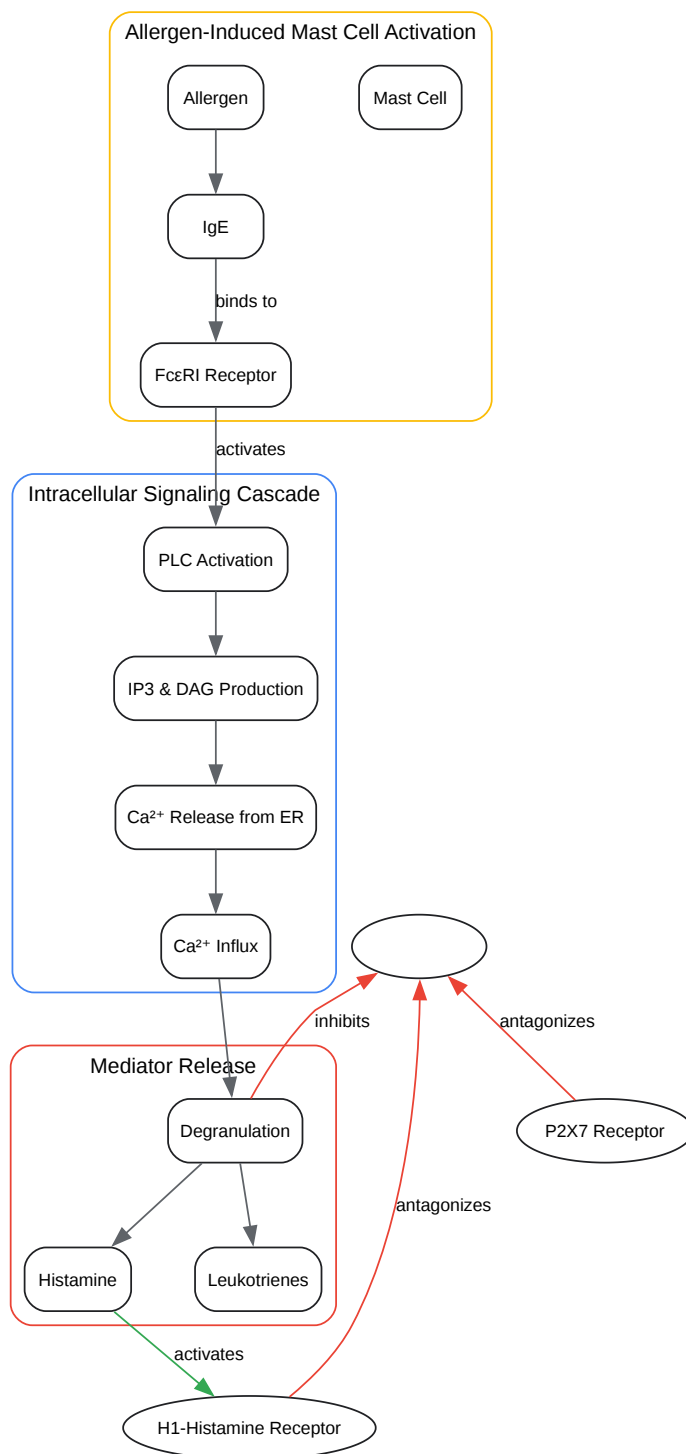 Allergen-Induced Mast Cell Activation
Allergen
Mast Cell
IgE
binds to
FcεRI Receptor
activates
Intracellular Signaling Cascade
PLC Activation
IP3 & DAG Production
Ca²⁺ Release from ER
Ca²⁺ Influx
inhibits
antagonizes
Mediator Release
Degranulation
P2X7 Receptor
antagonizes
Histamine
Leukotrienes
activates
H1-Histamine Receptor